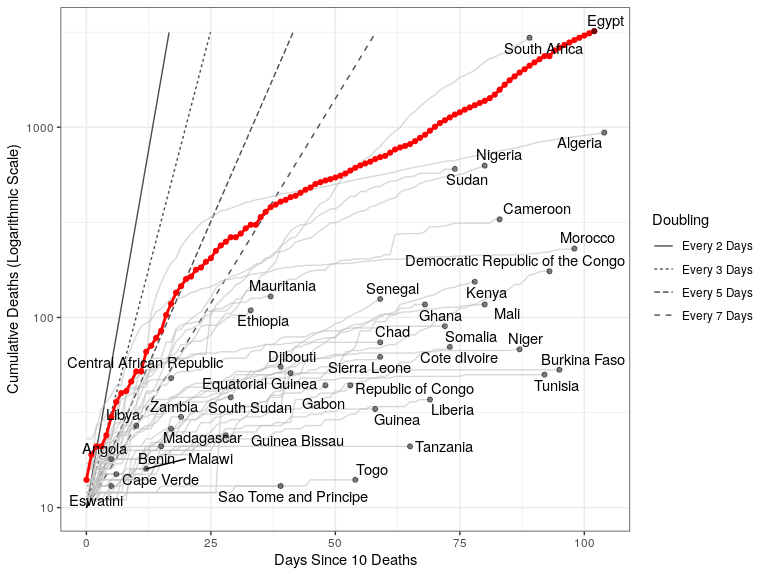 Egypt
South Africa
1000
Algeria
Nigeria
Sudan
Cameroon
Morocco
Democratic Republic of the Congo
Mauritania
Senegal
Kenya
Ethiopia
Ghana
Mali
100
Chad
Somalia
Niger
Djibouti
Cote dIvoire
Burkina Faso
Central African Republic
Sierra Leone
Equatorial Guinea
Republic of Congo
Tunisia
Zambia
South Sudan
Gabon
Liberia
Libya
Guinea
Madagascar
Guinea Bissau
Tanzania
Angola
Benin
Malawi
Togo
Cape Verde
Eswatini
Sao Tome and Principe
10
0
25
50
75
100
Days Since 10 Deaths
Cumulative Deaths (Logarithmic Scale)
Doubling
Every 2 Days
Every 3 Days
Every 5 Days
Every 7 Days